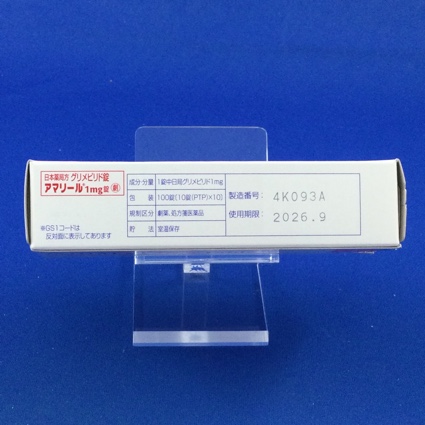 日本薬局方 グリメピリド錠
アマリール® 1mg錠 劇
※GS1コードは
反対面に表示してあります
成分・分量 1錠中日局グリメピリド1mg
包装 100錠(10錠(PTP)×10)
規制区分 劇薬、処方箋医薬品
貯法 室温保存
製造番号: 4K093A
使用期限: 2026.9